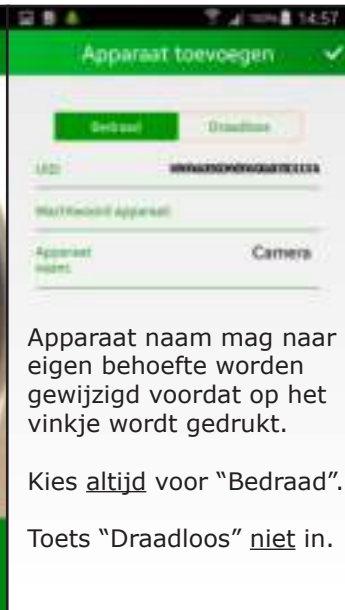 14:57
Apparaat toevoegen
Bedraad Draadloos
UID
Wachtwoord apparaat
Apparaat Camera
naam
Apparaat naam mag naar
eigen behoefte worden
gewijzigd voordat op het
vinkje wordt gedrukt.
Kies altijd voor “Bedraad”.
Toets “Draadloos” niet in.